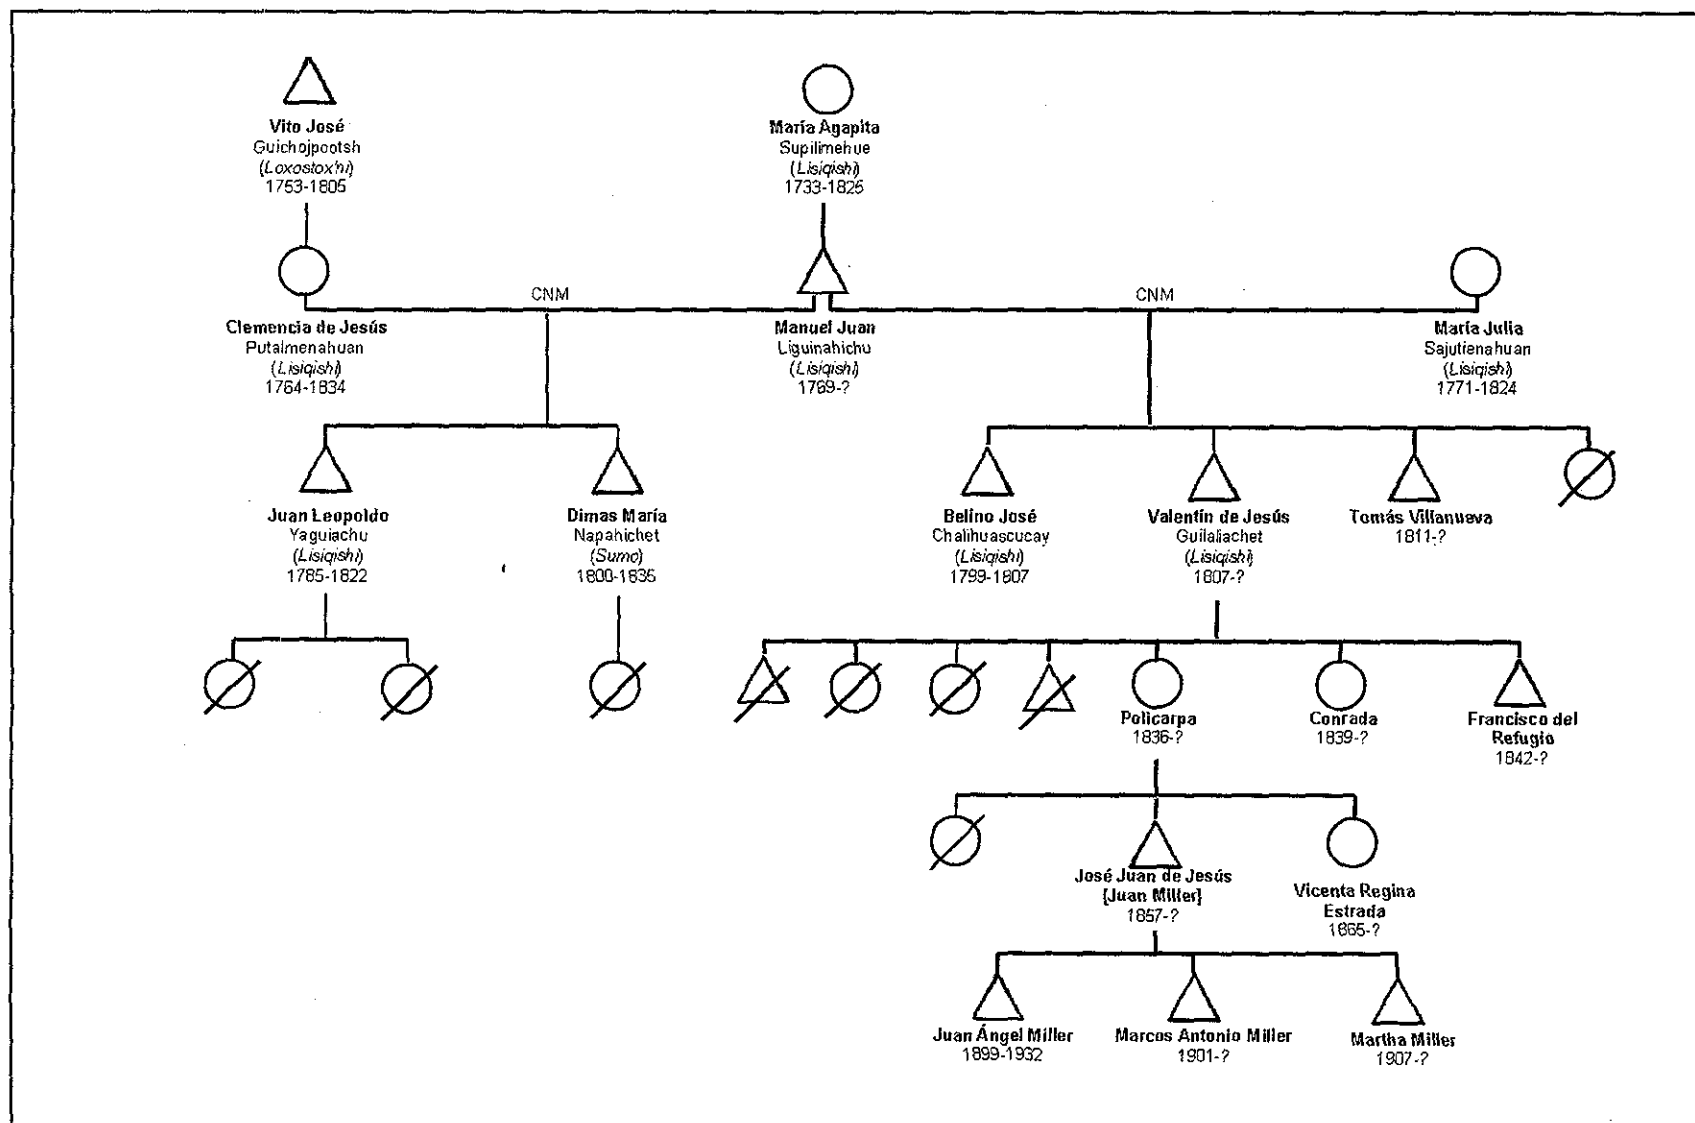 Vito José
Guichojpootsh
(Loxostox'ni)
1753-1805
María Agapita
Supilimehue
(Lisiqishi)
1733-1825
CNM
CNM
Clemencia de Jesús
Putalmenahuan
(Lisiqishi)
1764-1834
Manuel Juan
Liguinahichu
(Lisiqishi)
1769-?
María Julia
Sajutienahuan
(Lisiqishi)
1771-1824
Juan Leopoldo
Yaguiachu
(Lisiqishi)
1785-1822
Dimas María
Napahichet
(Sumo)
1800-1835
Belino José
Chalihuascucay
(Lisiqishi)
1799-1807
Valentín de Jesús
Guilaliachet
(Lisiqishi)
1807-?
Tomás Villanueva
1811-?
Policarpa
1836-?
Conrada
1839-?
Francisco del
Refugio
1842-?
José Juan de Jesús
[Juan Miller]
1857-?
Vicenta Regina
Estrada
1865-?
Juan Ángel Miller
1899-1932
Marcos Antonio Miller
1901-?
Martha Miller
1907-?